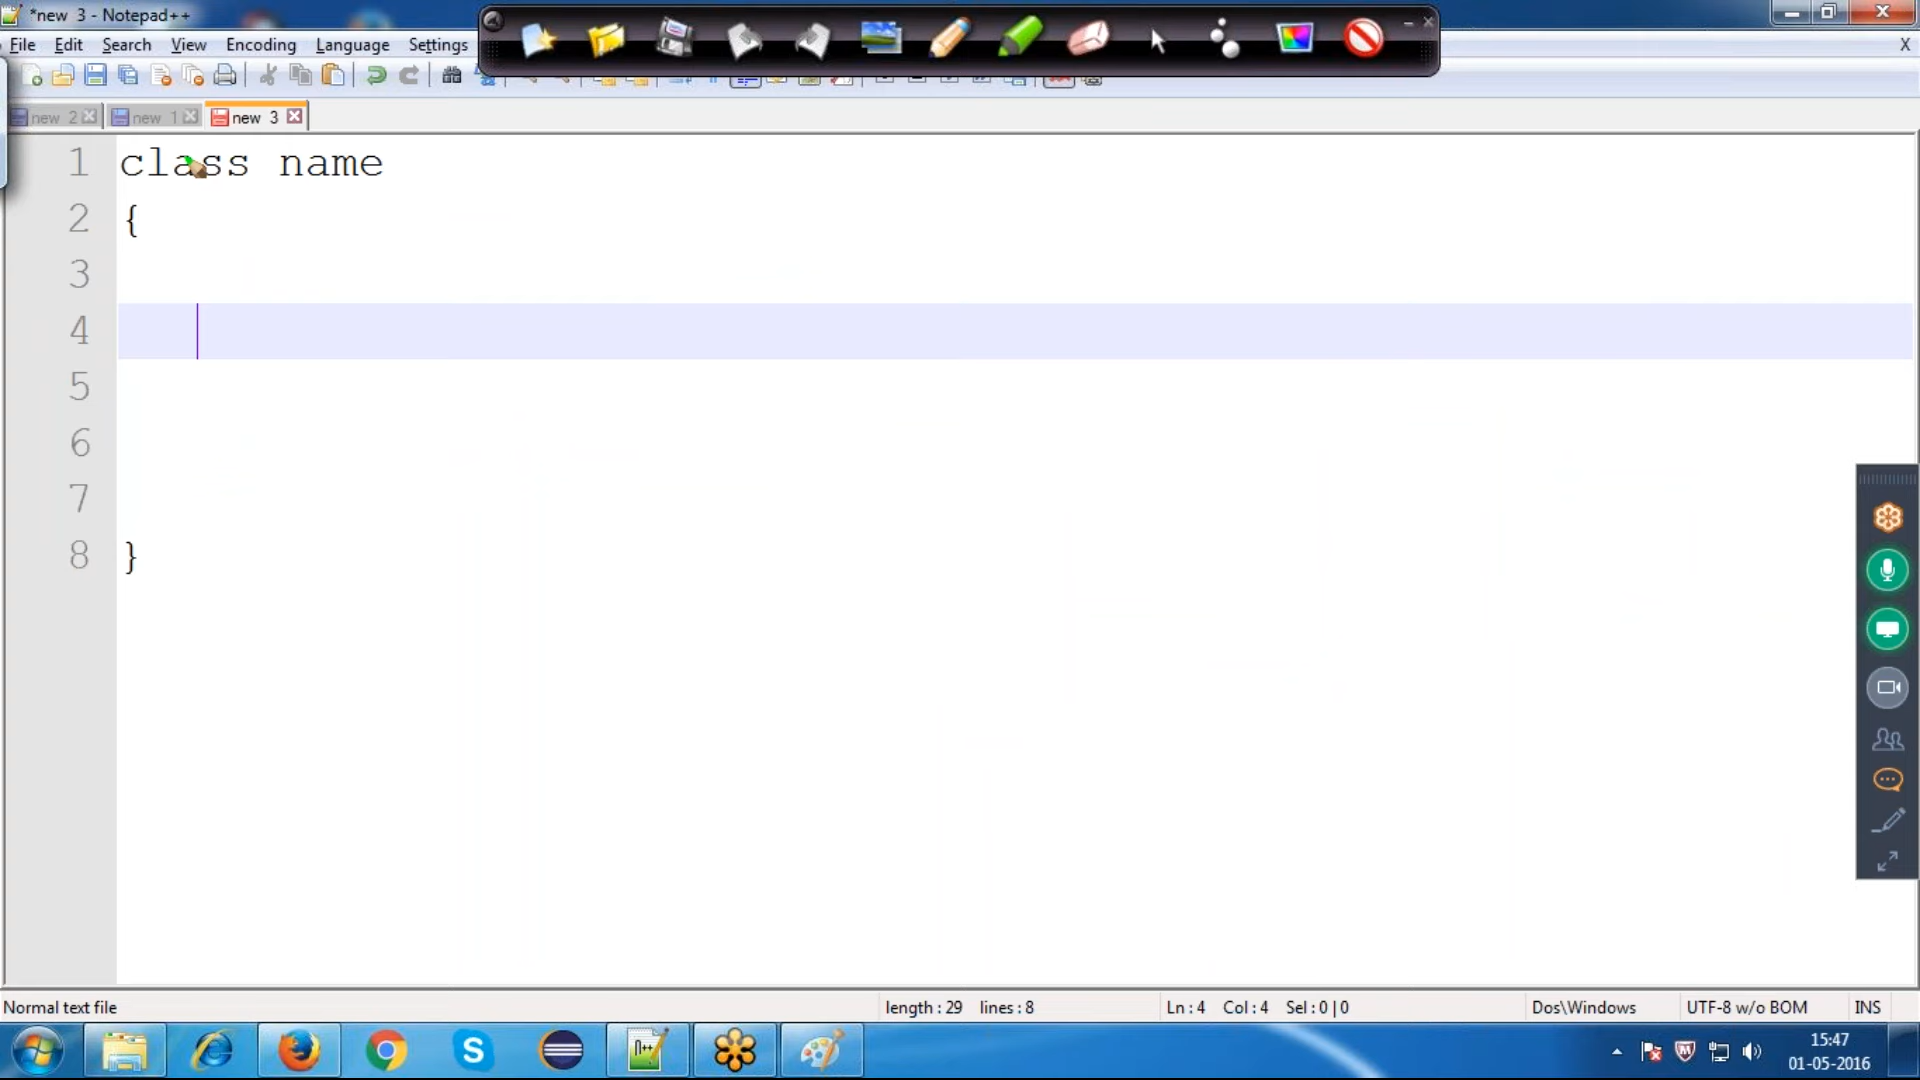 *new 3 - Notepad++
File Edit Search View Encoding Language Settings
X
new 2 new 1 new 3
1 class name
2 {
3
4
5
6
7
8 }
Normal text file length : 29 lines : 8 Ln : 4 Col : 4 Sel : 0 | 0 Dos\Windows UTF-8 w/o BOM INS
15:47
01-05-2016